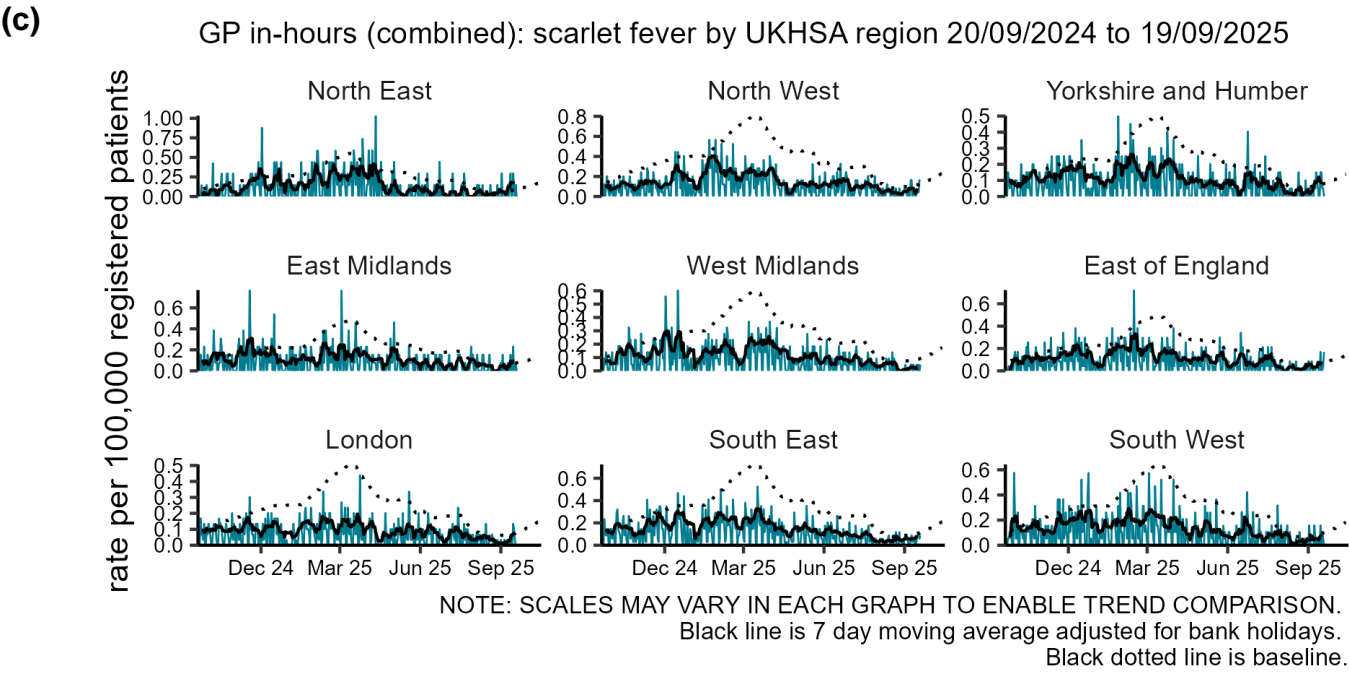 (c)
GP in-hours (combined): scarlet fever by UKHSA region 20/09/2024 to 19/09/2025
rate per 100,000 registered patients
North East
1.00
0.75
0.50
0.25
0.00
North West
0.8
0.6
0.4
0.2
0.0
Yorkshire and Humber
0.5
0.4
0.3
0.2
0.1
0.0
East Midlands
0.6
0.4
0.2
0.0
West Midlands
0.6
0.5
0.4
0.3
0.2
0.1
0.0
East of England
0.6
0.4
0.2
0.0
London
0.5
0.4
0.3
0.2
0.1
0.0
Dec 24 Mar 25 Jun 25 Sep 25
South East
0.6
0.4
0.2
0.0
Dec 24 Mar 25 Jun 25 Sep 25
South West
0.6
0.4
0.2
0.0
Dec 24 Mar 25 Jun 25 Sep 25
NOTE: SCALES MAY VARY IN EACH GRAPH TO ENABLE TREND COMPARISON.
Black line is 7 day moving average adjusted for bank holidays.
Black dotted line is baseline.